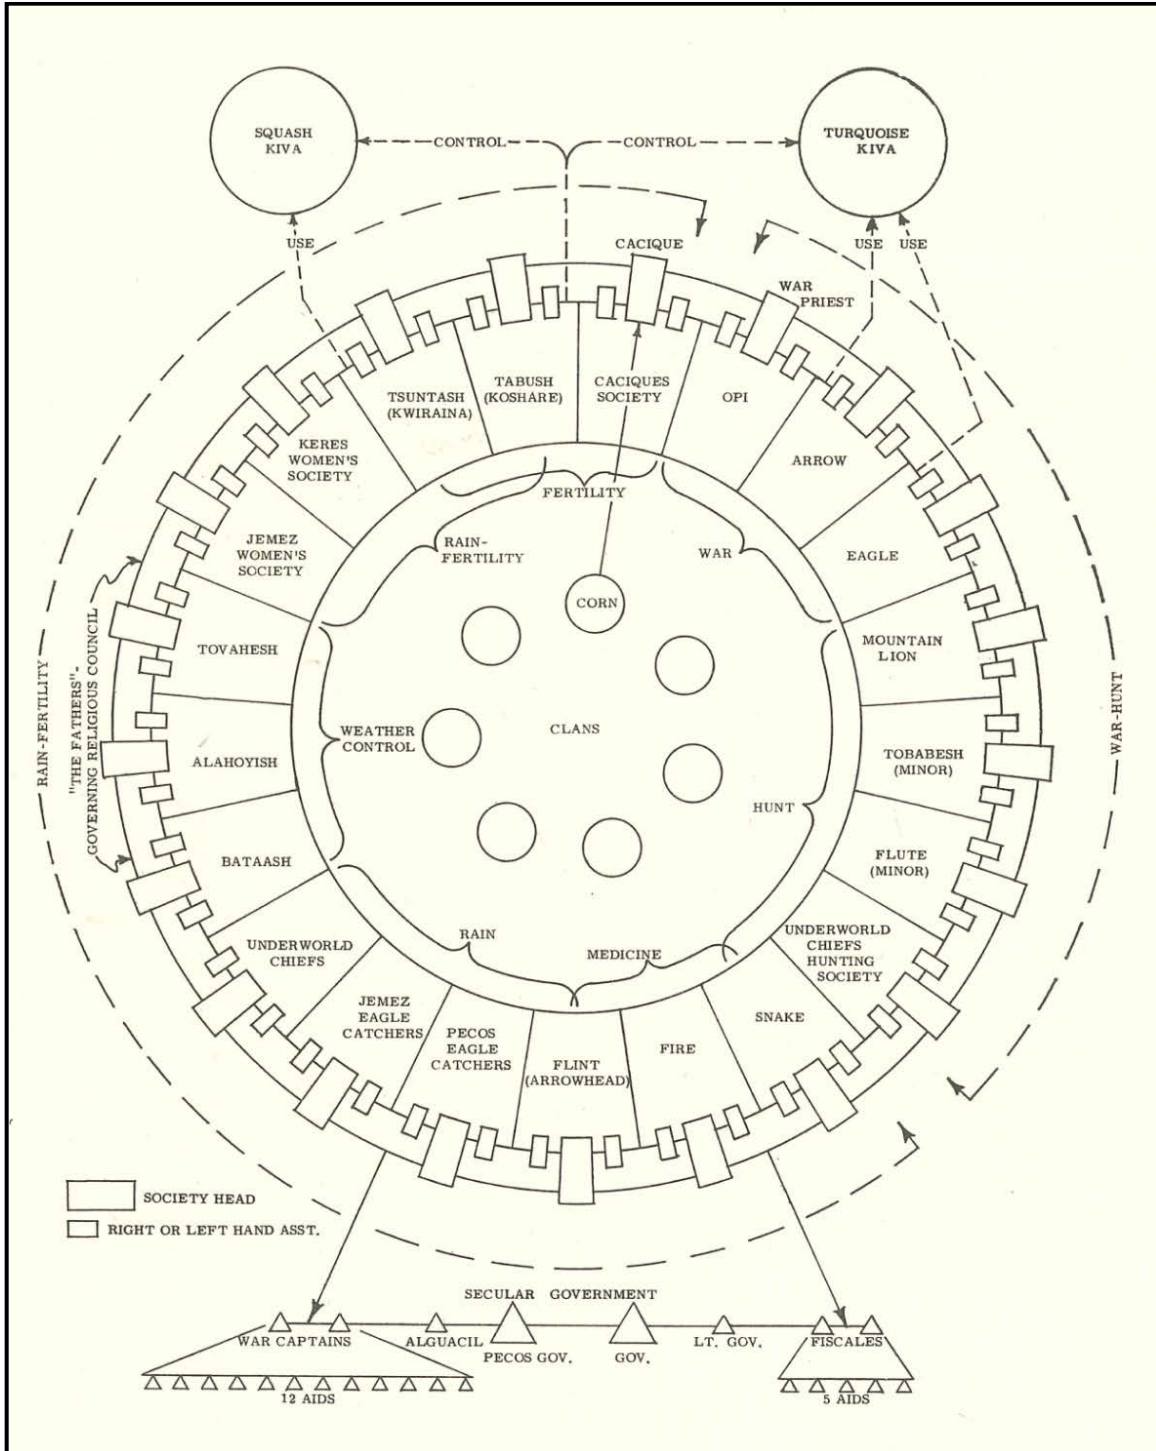 SQUASH
KIVA
CONTROL
CONTROL
TURQUOISE
KIVA
USE
CACIQUE
USE
USE
WAR
PRIEST
TSUNTASH
(KWIRAINA)
TABUSH
(KOSHARE)
CACIQUES
SOCIETY
OPI
KERES
WOMEN'S
SOCIETY
ARROW
JEMEZ
WOMEN'S
SOCIETY
EAGLE
TOVAHESH
MOUNTAIN
LION
ALAHOYISH
TOBABESH
(MINOR)
BATAASH
FLUTE
(MINOR)
UNDERWORLD
CHIEFS
UNDERWORLD
CHIEFS
HUNTING
SOCIETY
JEMEZ
EAGLE
CATCHERS
PECOS
EAGLE
CATCHERS
FLINT
(ARROWHEAD)
FIRE
SNAKE
FERTILITY
RAIN-
FERTILITY
WAR
CORN
WEATHER
CONTROL
CLANS
HUNT
RAIN
MEDICINE
RAIN-FERTILITY
"THE FATHERS"-
GOVERNING RELIGIOUS COUNCIL
WAR-HUNT
SOCIETY HEAD
RIGHT OR LEFT HAND ASST.
SECULAR GOVERNMENT
WAR CAPTAINS
ALGUACIL
PECOS GOV.
GOV.
LT. GOV.
FISCALES
12 AIDS
5 AIDS